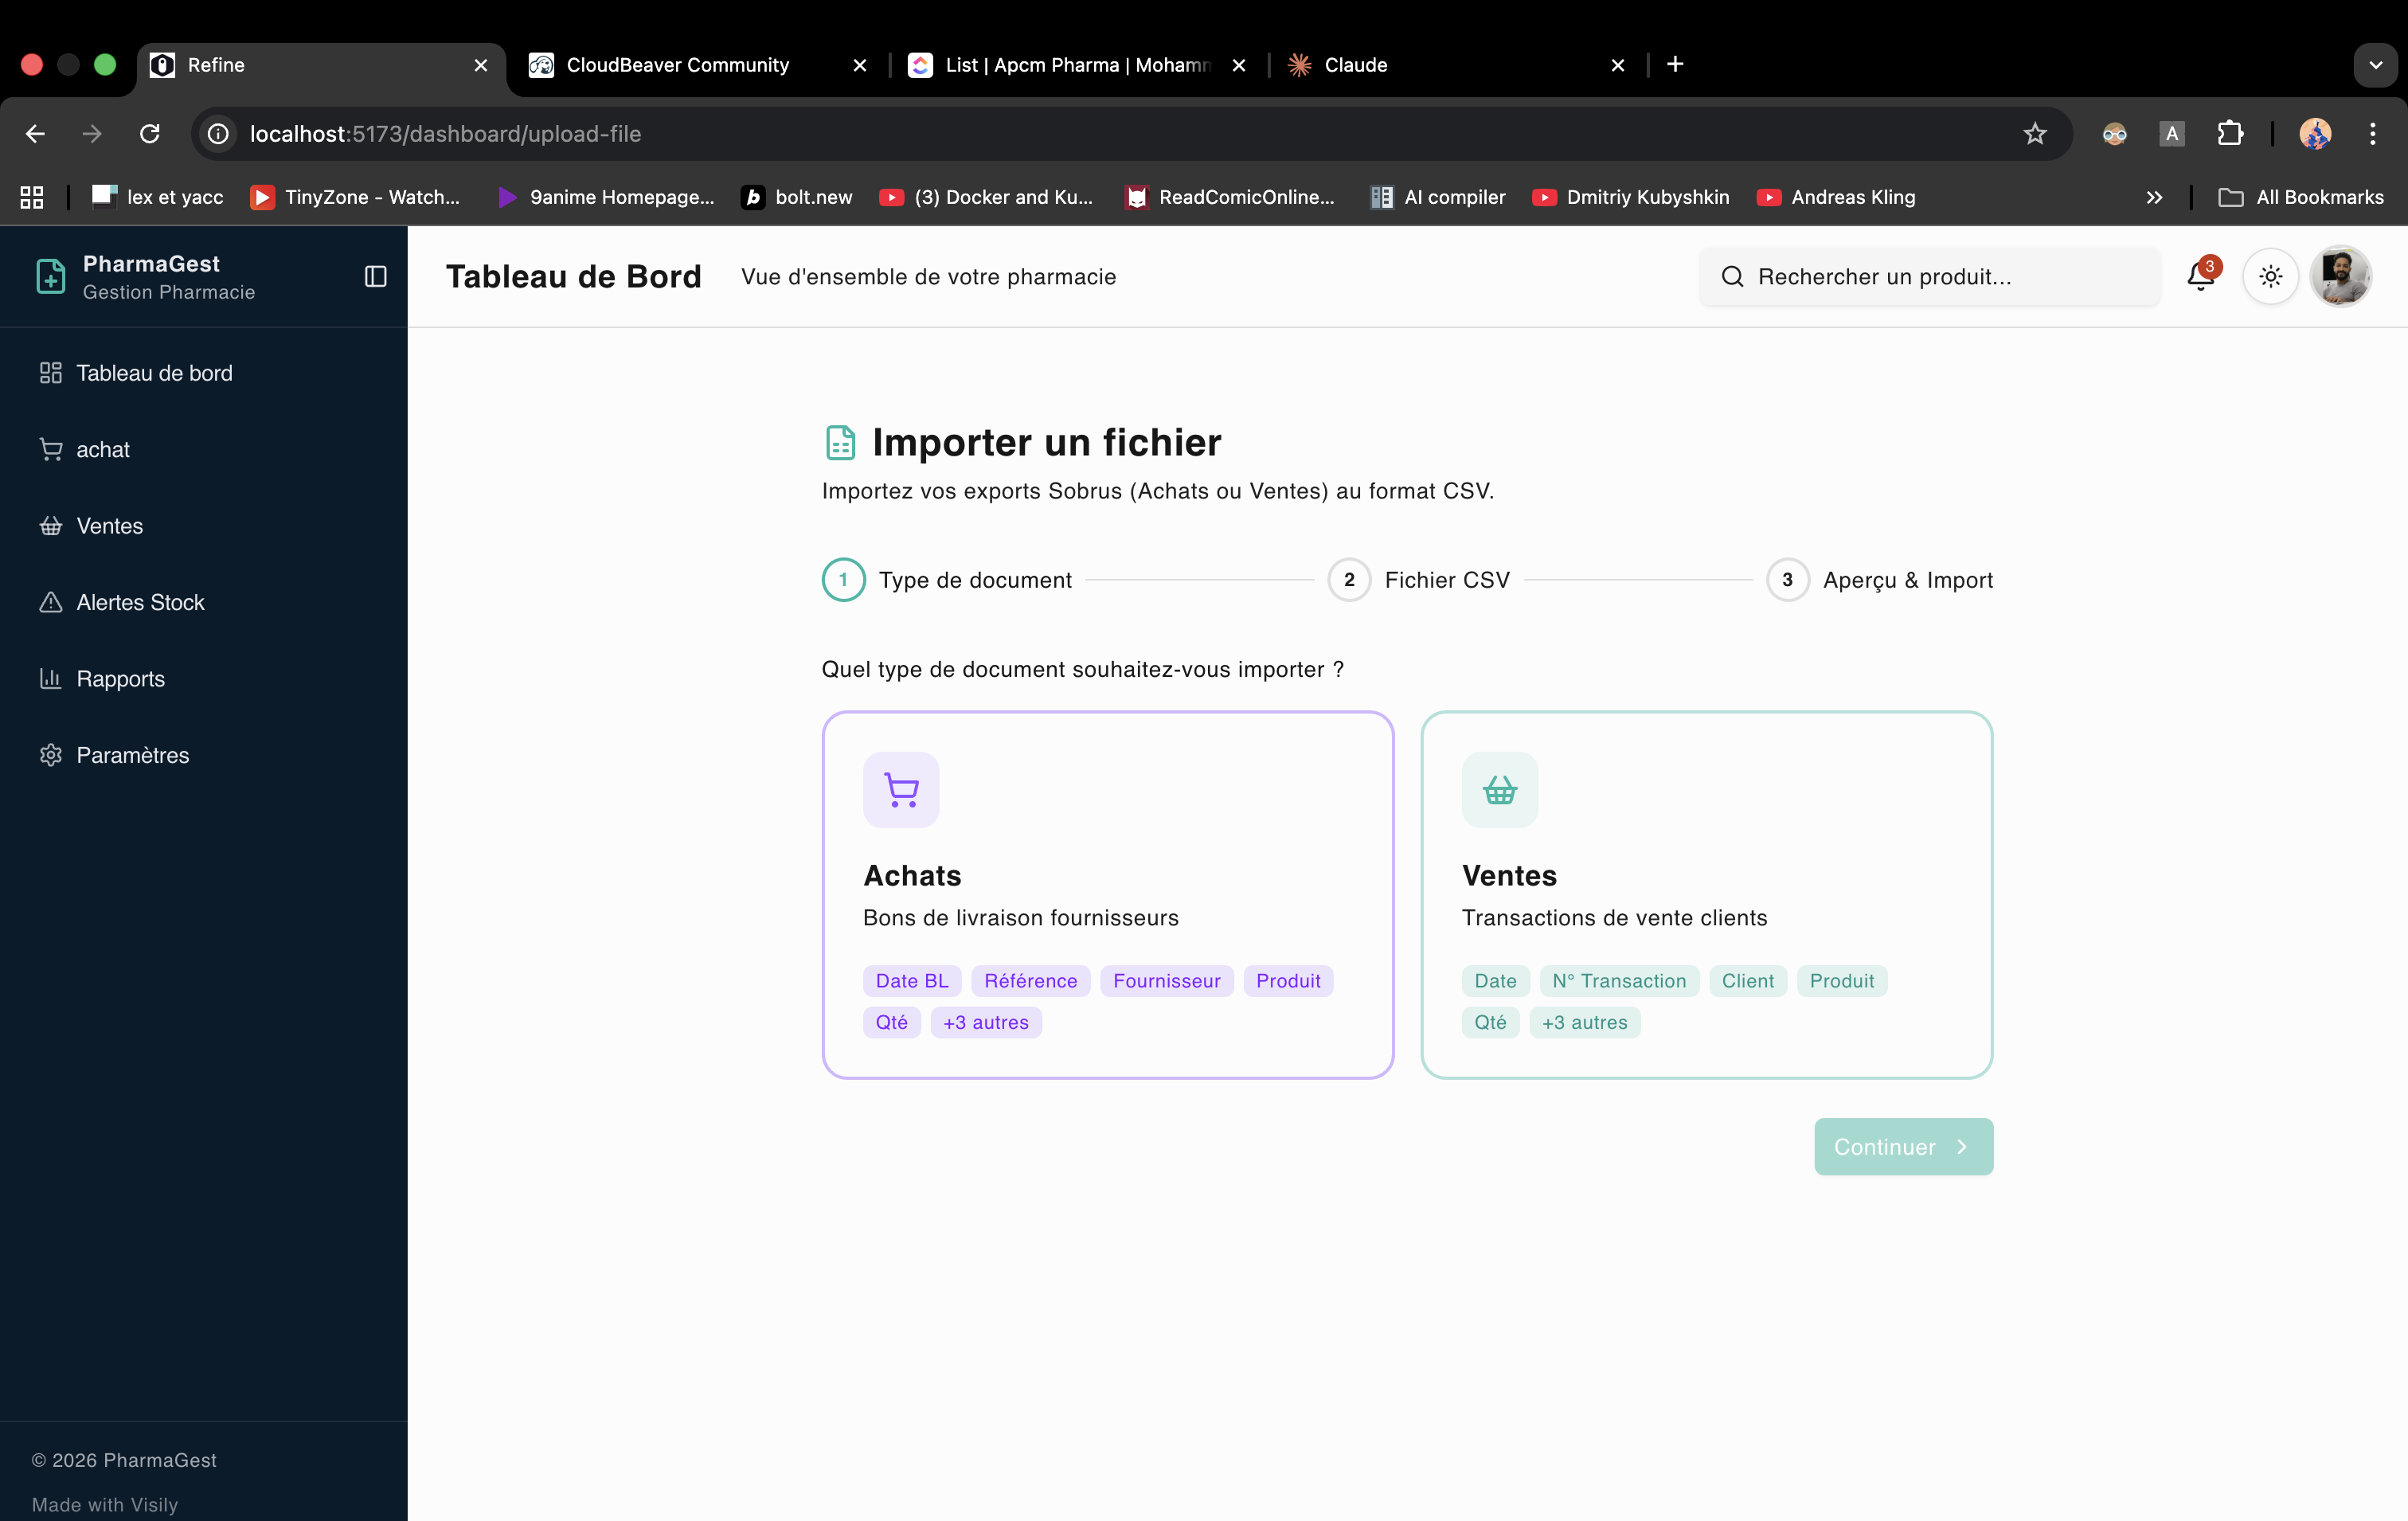 Refine
CloudBeaver Community
List | Apcm Pharma | Moham
Claude
localhost:5173/dashboard/upload-file
A
lex et yacc
TinyZone - Watch...
9anime Homepage...
bolt.new
(3) Docker and Ku...
ReadComicOnline...
AI compiler
Dmitriy Kubyshkin
Andreas Kling
All Bookmarks
PharmaGest
Gestion Pharmacie
Tableau de Bord
Vue d'ensemble de votre pharmacie
Rechercher un produit...
3
Tableau de bord
achat
Ventes
Alertes Stock
Rapports
Paramètres
Importer un fichier
Importez vos exports Sobrus (Achats ou Ventes) au format CSV.
1 Type de document
2 Fichier CSV
3 Aperçu & Import
Quel type de document souhaitez-vous importer ?
Achats
Bons de livraison fournisseurs
Date BL Référence Fournisseur Produit
Qté +3 autres
Ventes
Transactions de vente clients
Date N° Transaction Client Produit
Qté +3 autres
Continuer
© 2026 PharmaGest
Made with Visily